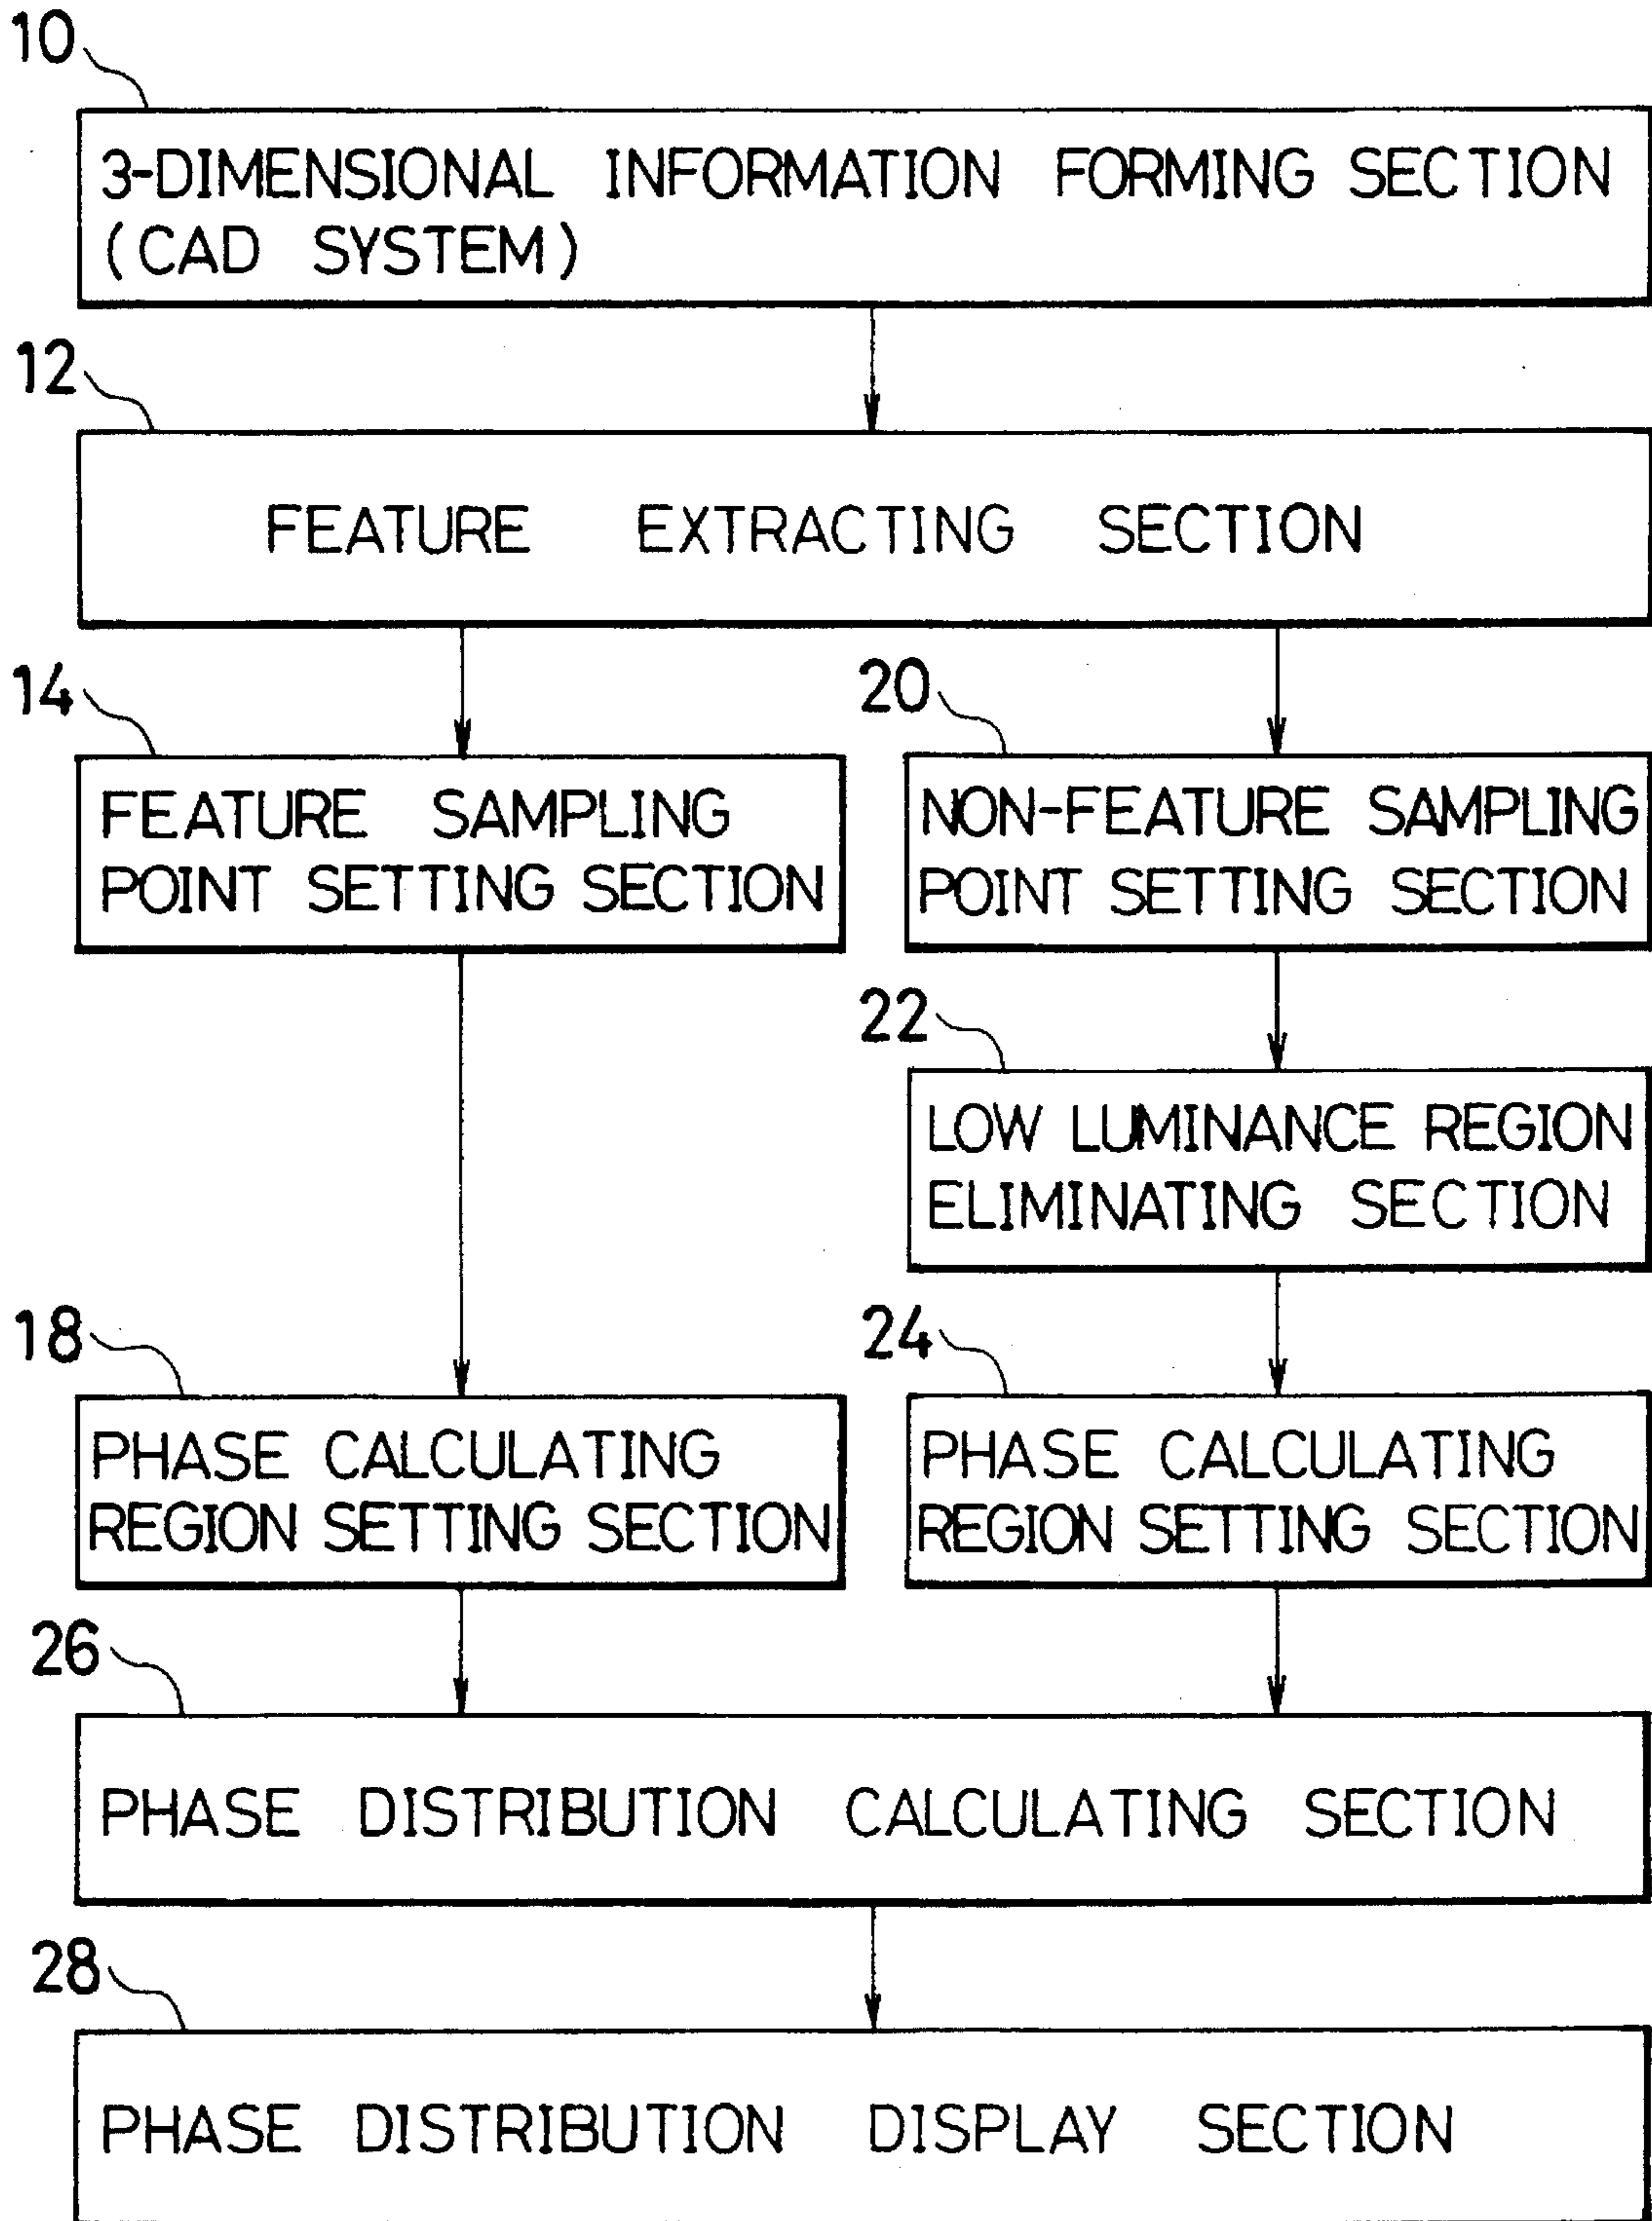 10
3-DIMENSIONAL INFORMATION FORMING SECTION
(CAD SYSTEM)
12
FEATURE EXTRACTING SECTION
14
FEATURE SAMPLING
POINT SETTING SECTION
20
NON-FEATURE SAMPLING
POINT SETTING SECTION
22
LOW LUMINANCE REGION
ELIMINATING SECTION
18
PHASE CALCULATING
REGION SETTING SECTION
24
PHASE CALCULATING
REGION SETTING SECTION
26
PHASE DISTRIBUTION CALCULATING SECTION
28
PHASE DISTRIBUTION DISPLAY SECTION